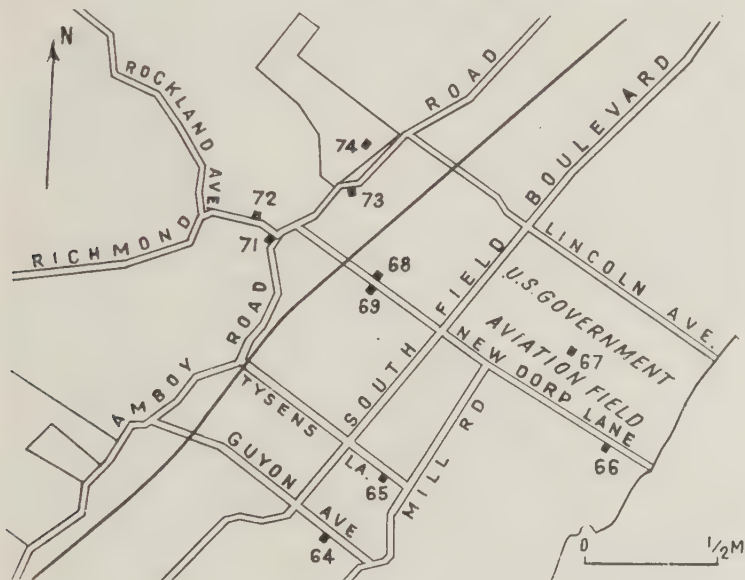 N
ROCKLAND AVE
ROAD
BOULEVARD
74
73
72
71
RICHMOND
68
69
FIELD
LINCOLN AVE.
U.S. GOVERNMENT
AVIATION FIELD
67
NEW DORP LANE
66
ROAD
AMBOY
TYSENS
LA.
SOUTH
MILL RD
65
GUYON
AVE
64
0 1/2 M